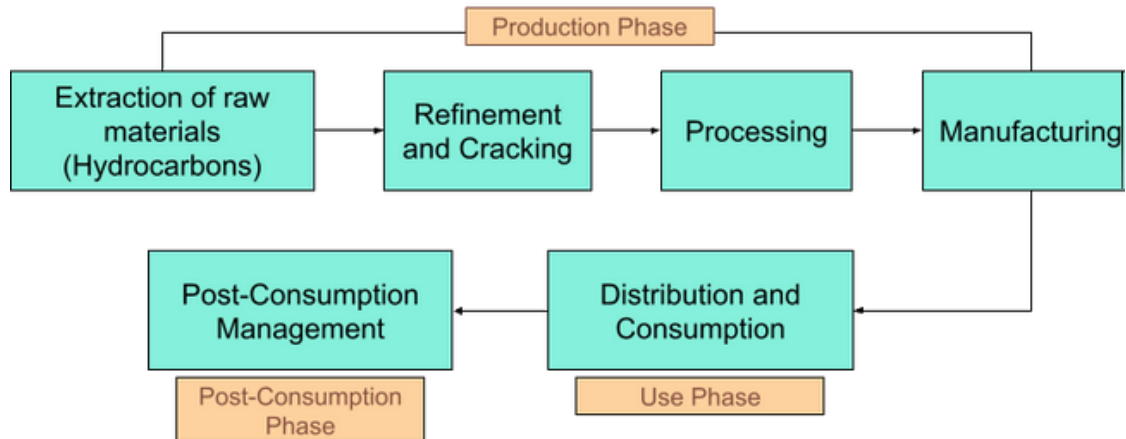 Production Phase
Extraction of raw
materials
(Hydrocarbons)
Refinement
and Cracking
Processing
Manufacturing
Post-Consumption
Management
Distribution and
Consumption
Post-Consumption
Phase
Use Phase